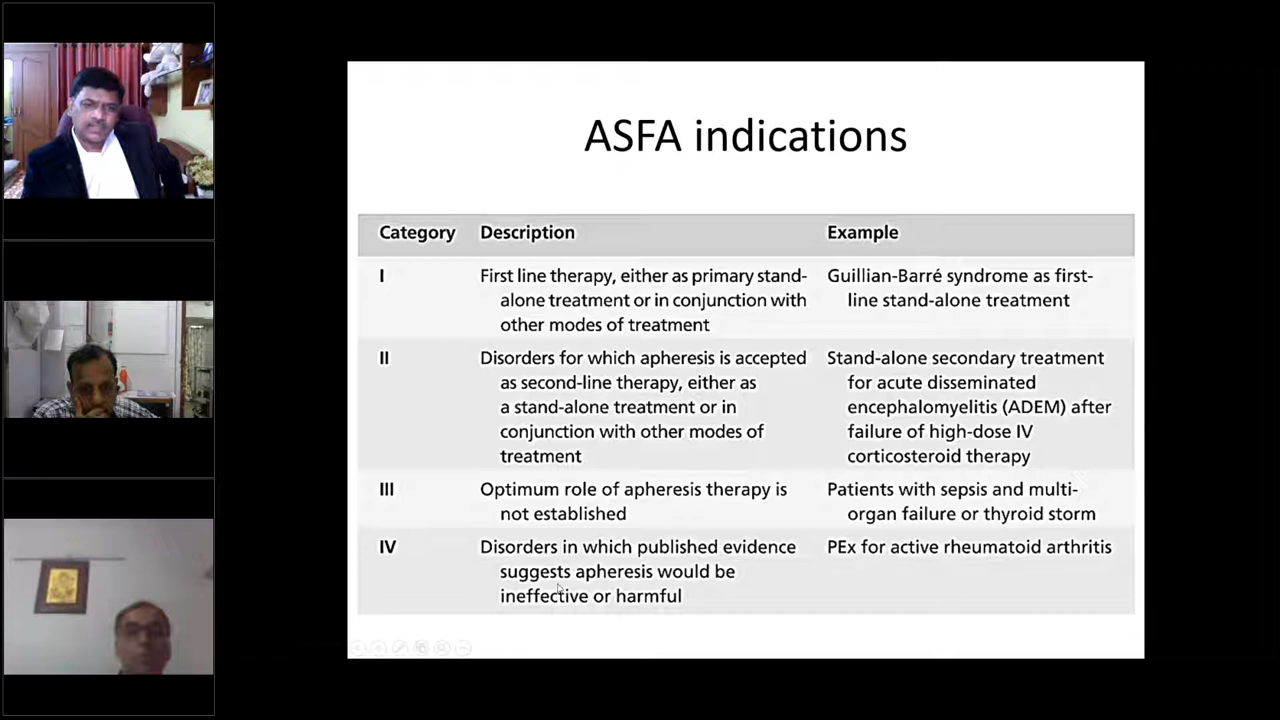 ASFA indications
Category Description Example
I First line therapy, either as primary stand- Guillian-Barré syndrome as first-
alone treatment or in conjunction with line stand-alone treatment
other modes of treatment
II Disorders for which apheresis is accepted Stand-alone secondary treatment
as second-line therapy, either as for acute disseminated
a stand-alone treatment or in encephalomyelitis (ADEM) after
conjunction with other modes of failure of high-dose IV
treatment corticosteroid therapy
III Optimum role of apheresis therapy is Patients with sepsis and multi-
not established organ failure or thyroid storm
IV Disorders in which published evidence PEx for active rheumatoid arthritis
suggests apheresis would be
ineffective or harmful